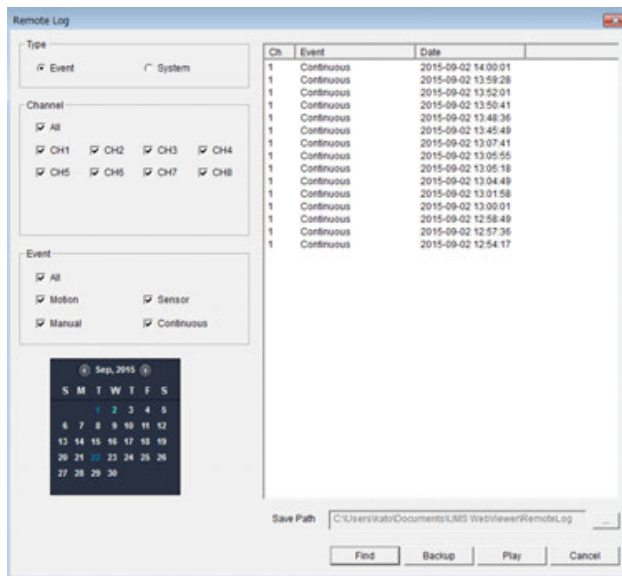 Remote Log
Type
Event System
Channel
All
CH1 CH2 CH3 CH4
CH5 CH6 CH7 CH8
Event
All
Motion Sensor
Manual Continuous
Sep, 2015
S M T W T F S
1 2 3 4 5
6 7 8 9 10 11 12
13 14 15 16 17 18 19
20 21 22 23 24 25 26
27 28 29 30
Ch Event Date
1 Continuous 2015-09-02 14:00:01
1 Continuous 2015-09-02 13:59:28
1 Continuous 2015-09-02 13:52:01
1 Continuous 2015-09-02 13:50:41
1 Continuous 2015-09-02 13:48:36
1 Continuous 2015-09-02 13:45:49
1 Continuous 2015-09-02 13:07:41
1 Continuous 2015-09-02 13:05:55
1 Continuous 2015-09-02 13:05:18
1 Continuous 2015-09-02 13:04:49
1 Continuous 2015-09-02 13:01:58
1 Continuous 2015-09-02 13:00:01
1 Continuous 2015-09-02 12:58:49
1 Continuous 2015-09-02 12:57:36
1 Continuous 2015-09-02 12:54:17
Save Path C:\Users\kato\Documents\UMS WebViewer\RemoteLog ...
Find Backup Play Cancel